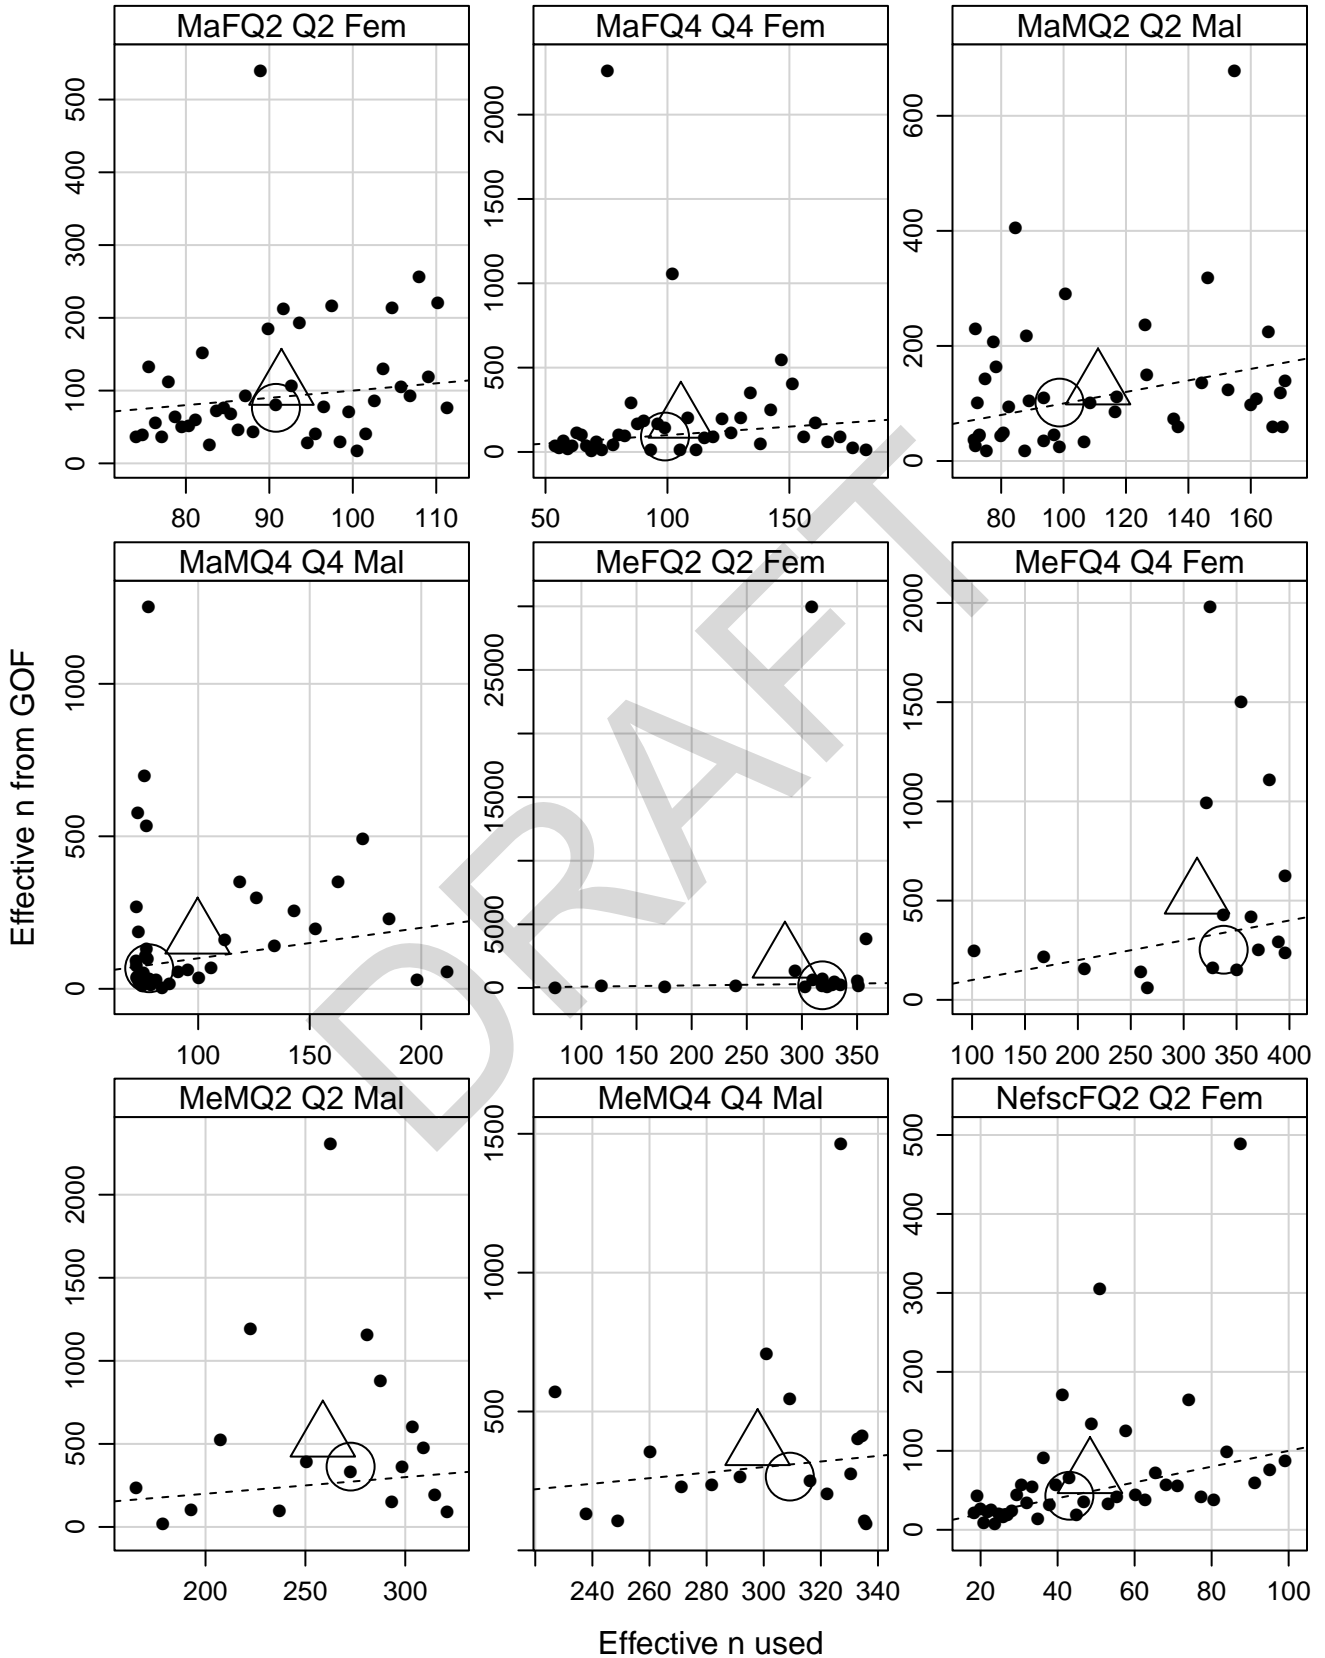 MaFQ2 Q2 Fem
MaFQ4 Q4 Fem
MaMQ2 Q2 Mal
0 100 200 300 400 500
0 500 1000 1500 2000
0 200 400 600
80 90 100 110
50 100 150
80 100 120 140 160
MaMQ4 Q4 Mal
MeFQ2 Q2 Fem
MeFQ4 Q4 Fem
0 500 1000
0 5000 15000 25000
0 500 1000 1500 2000
100 150 200
100 150 200 250 300 350
100 150 200 250 300 350 400
MeMQ2 Q2 Mal
MeMQ4 Q4 Mal
NefscFQ2 Q2 Fem
0 500 1000 1500 2000
500 1000 1500
0 100 200 300 400 500
200 250 300
240 260 280 300 320 340
20 40 60 80 100
Effective n from GOF
Effective n used
DRAFT